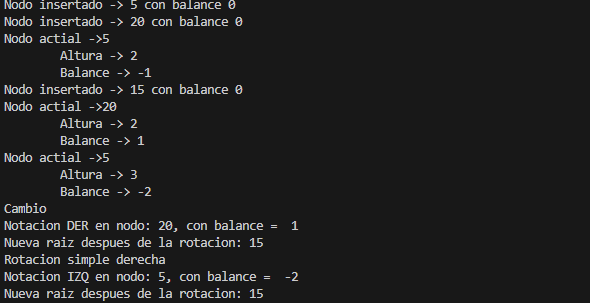 Nodo insertado -> 5 con balance 0
Nodo insertado -> 20 con balance 0
Nodo actial ->5
Altura -> 2
Balance -> -1
Nodo insertado -> 15 con balance 0
Nodo actial ->20
Altura -> 2
Balance -> 1
Nodo actial ->5
Altura -> 3
Balance -> -2
Cambio
Notacion DER en nodo: 20, con balance =  1
Nueva raiz despues de la rotacion: 15
Rotacion simple derecha
Notacion IZQ en nodo: 5, con balance =  -2
Nueva raiz despues de la rotacion: 15